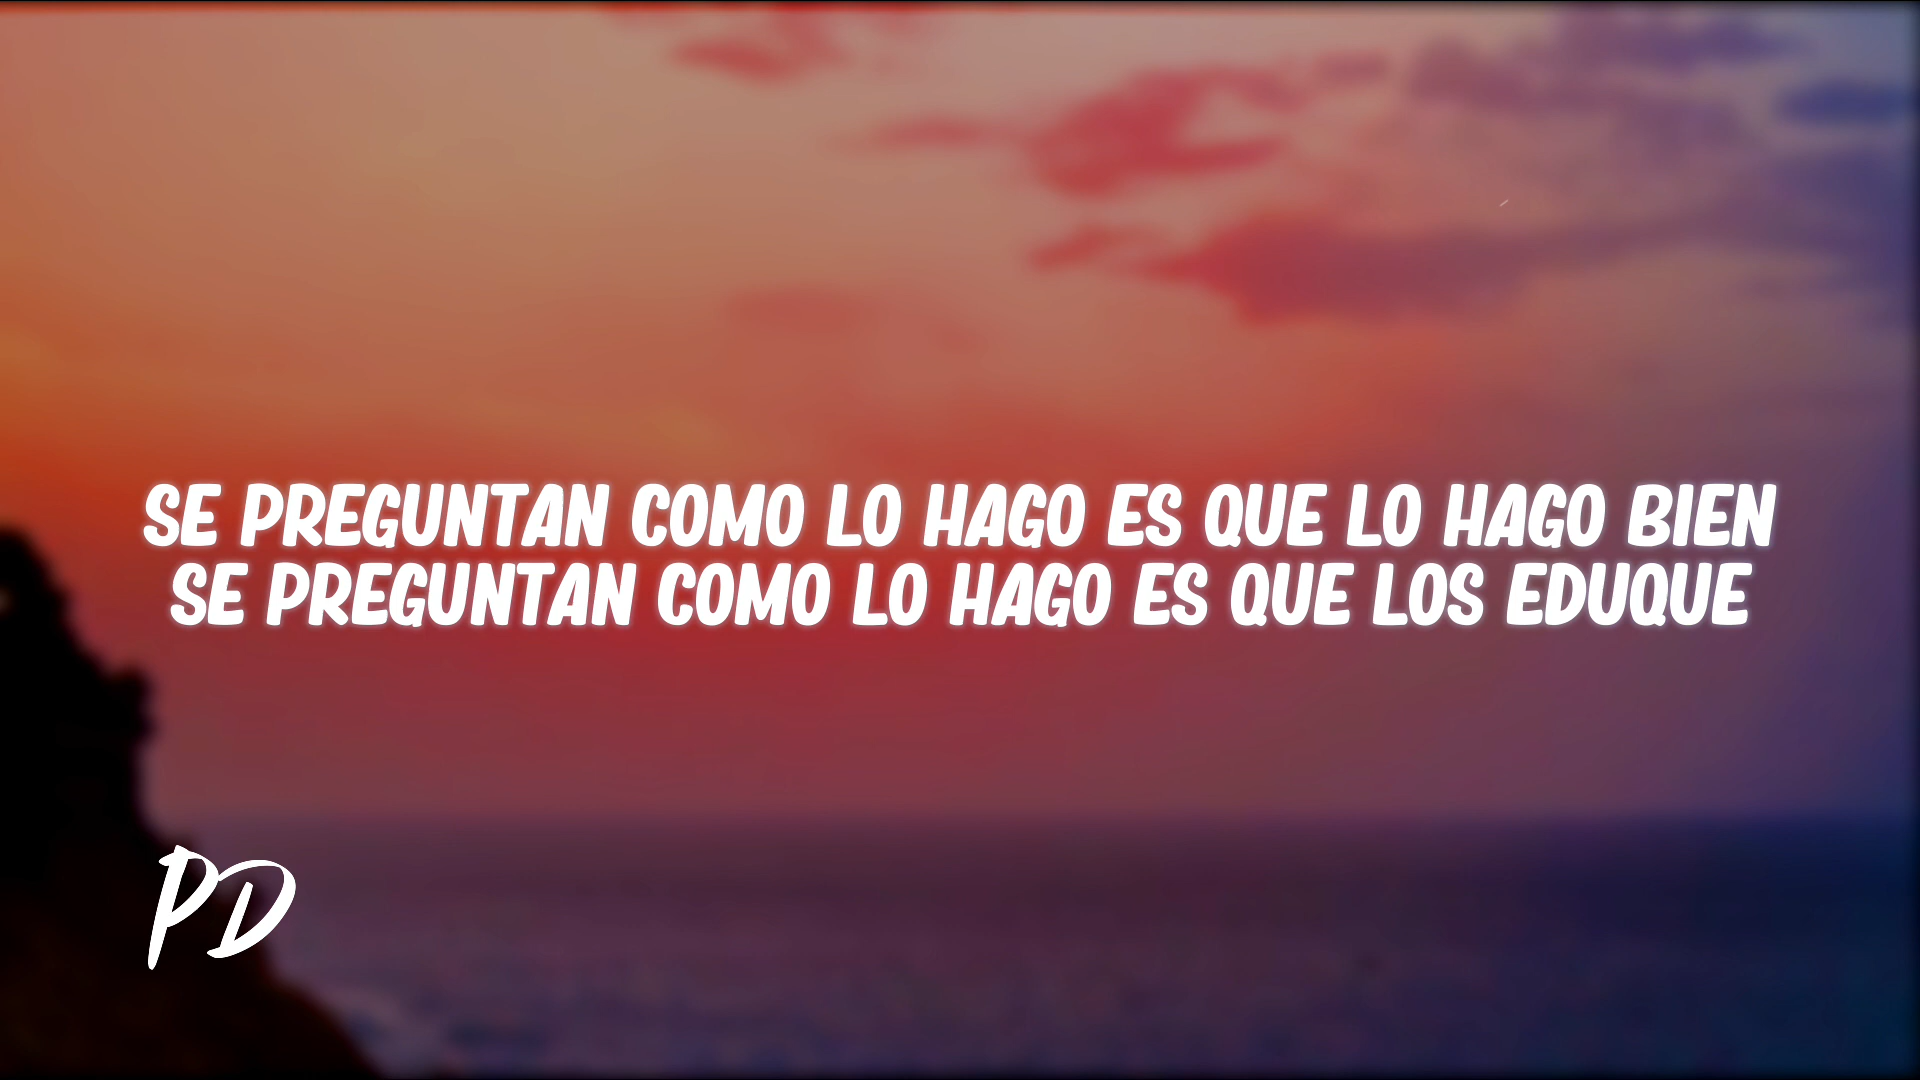 SE PREGUNTAN COMO LO HAGO ES QUE LO HAGO BIEN
SE PREGUNTAN COMO LO HAGO ES QUE LOS EDUQUE
PD